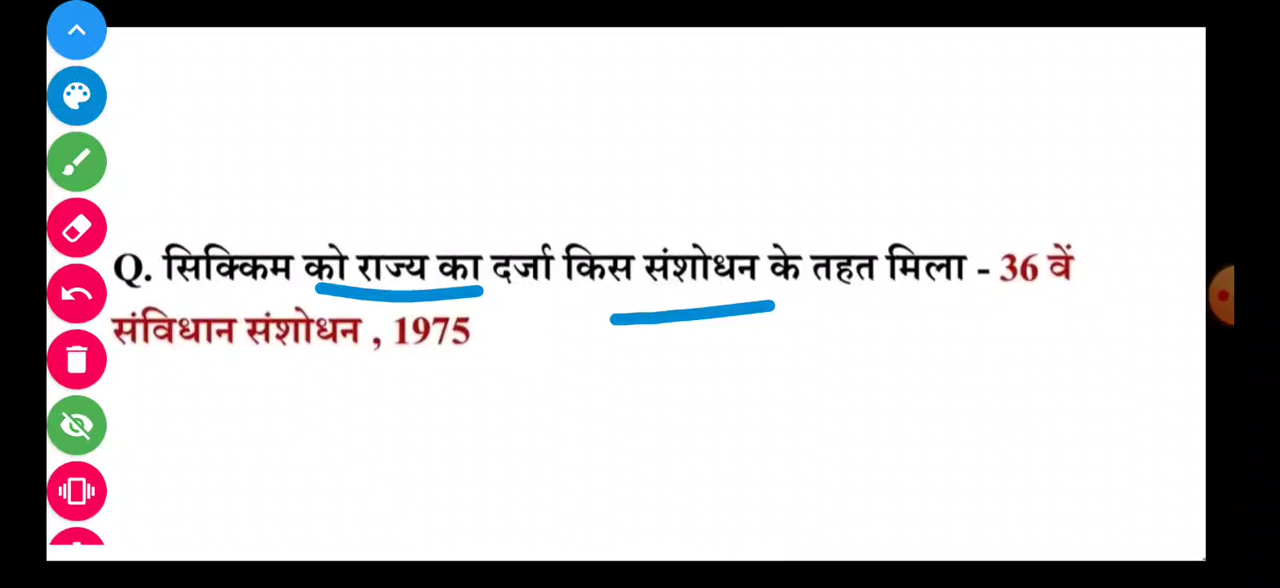 Q. सिक्किम को राज्य का दर्जा किस संशोधन के तहत मिला - 36 वें
संविधान संशोधन , 1975